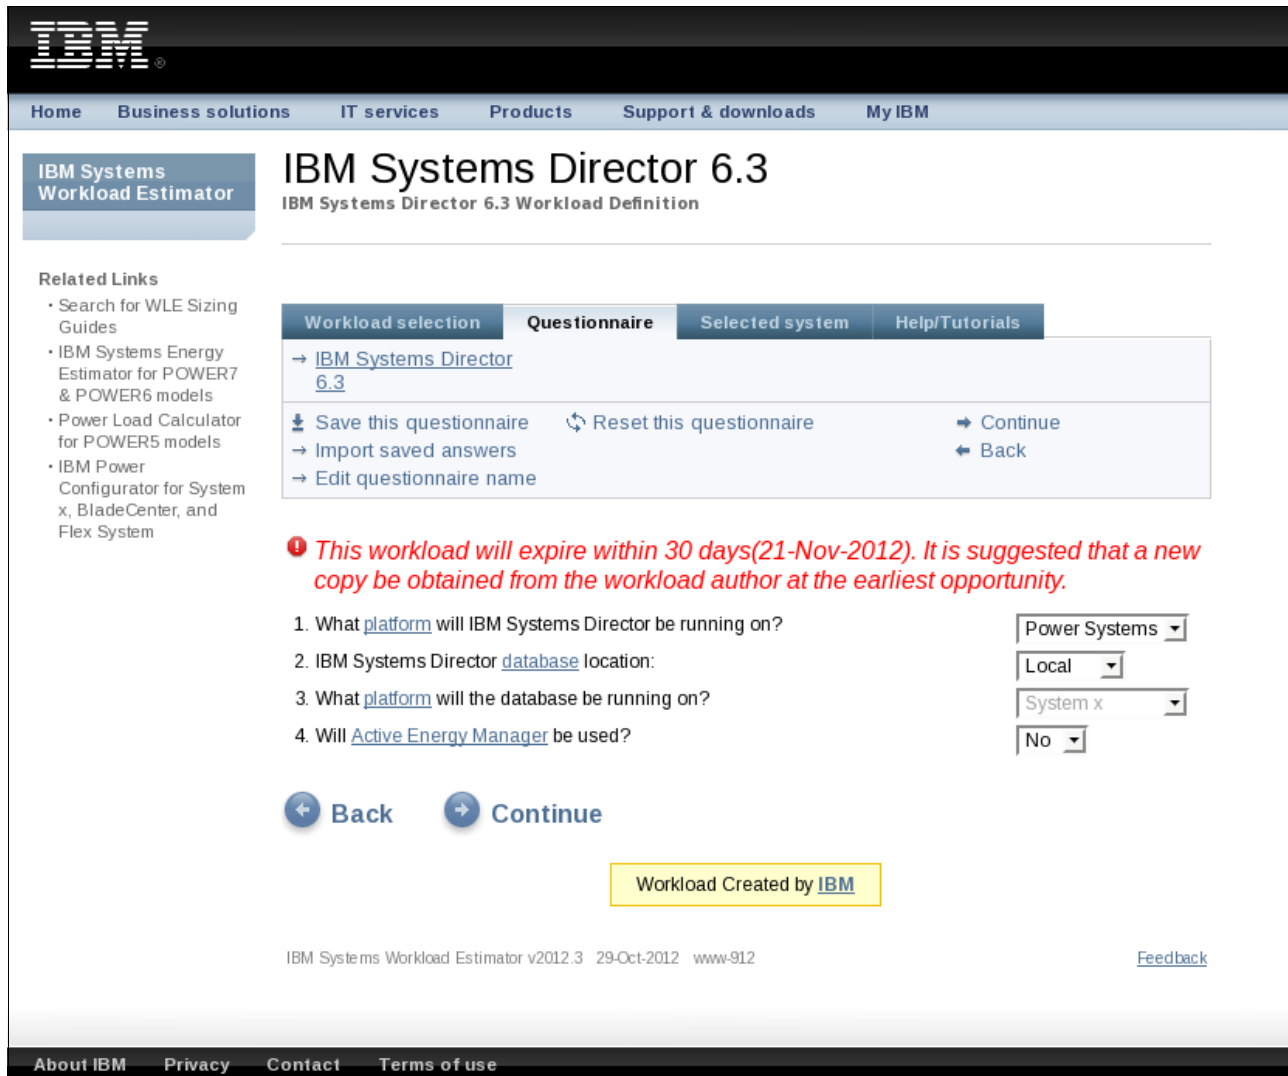 IBM®
Home Business solutions IT services Products Support & downloads My IBM
IBM Systems
Workload Estimator
IBM Systems Director 6.3
IBM Systems Director 6.3 Workload Definition
Related Links
• Search for WLE Sizing
Guides
• IBM Systems Energy
Estimator for POWER7
& POWER6 models
• Power Load Calculator
for POWER5 models
• IBM Power
Configurator for System
x, BladeCenter, and
Flex System
Workload selection Questionnaire Selected system Help/Tutorials
→ IBM Systems Director
6.3
Save this questionnaire Reset this questionnaire Continue
→ Import saved answers Back
→ Edit questionnaire name
This workload will expire within 30 days(21-Nov-2012). It is suggested that a new
copy be obtained from the workload author at the earliest opportunity.
1. What platform will IBM Systems Director be running on? Power Systems
2. IBM Systems Director database location: Local
3. What platform will the database be running on? System x
4. Will Active Energy Manager be used? No
Back Continue
Workload Created by IBM
IBM Systems Workload Estimator v2012.3 29-Oct-2012 www-912 Feedback
About IBM Privacy Contact Terms of use